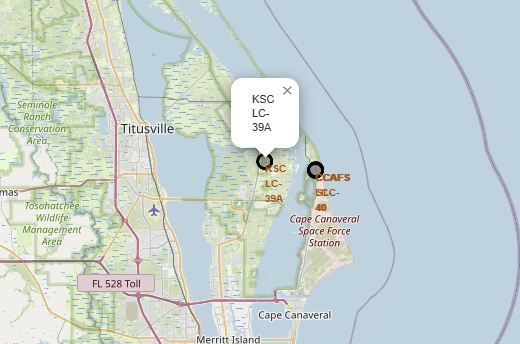 KSC
LC-
39A
×
Seminole
Ranch
Conservation
Area
Titusville
KSC
LC-
39A
7
CCAFS
40
Cape Canaveral
Space Force
Station
mas
Tosohatchee
Wildlife
Management
Area
FL 528 Toll
Cape Canaveral
Merritt Island